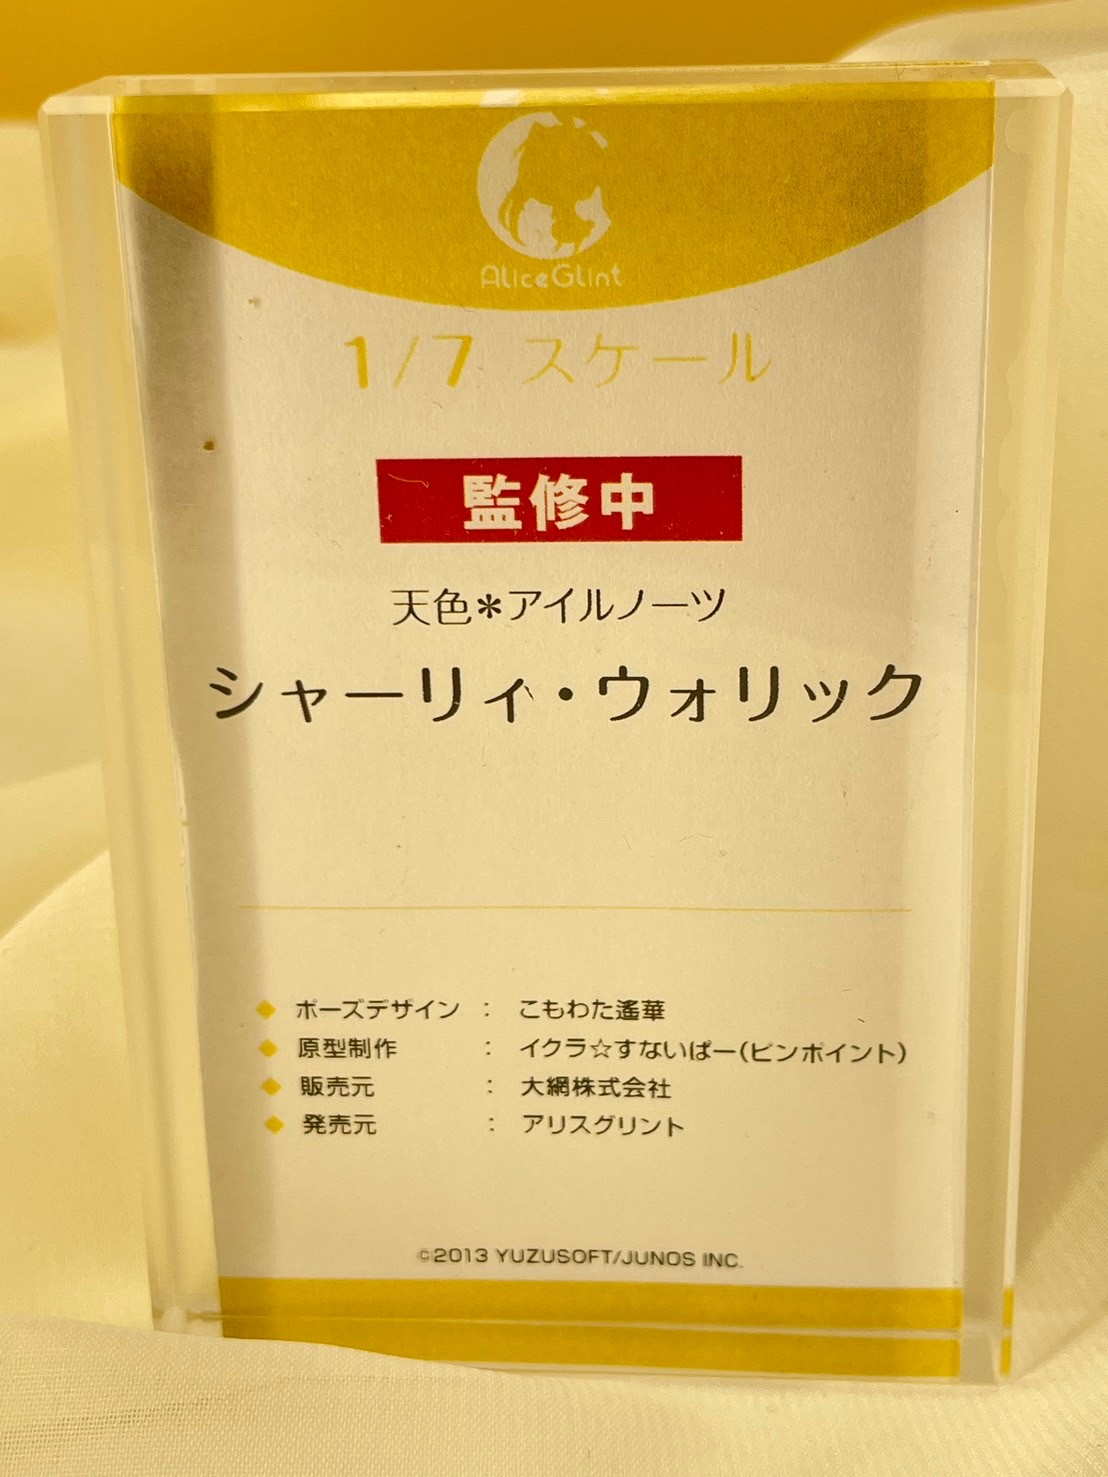 AliceGlint
1/7 スケール
監修中
天色＊アイルノーツ
シャーリィ・ウォリック
◆ ポーズデザイン : こもわた遙華
◆ 原型制作 : イクラ☆すないぱー(ピンポイント)
◆ 販売元 : 大網株式会社
◆ 発売元 : アリスグリント
©2013 YUZUSOFT/JUNOS INC.